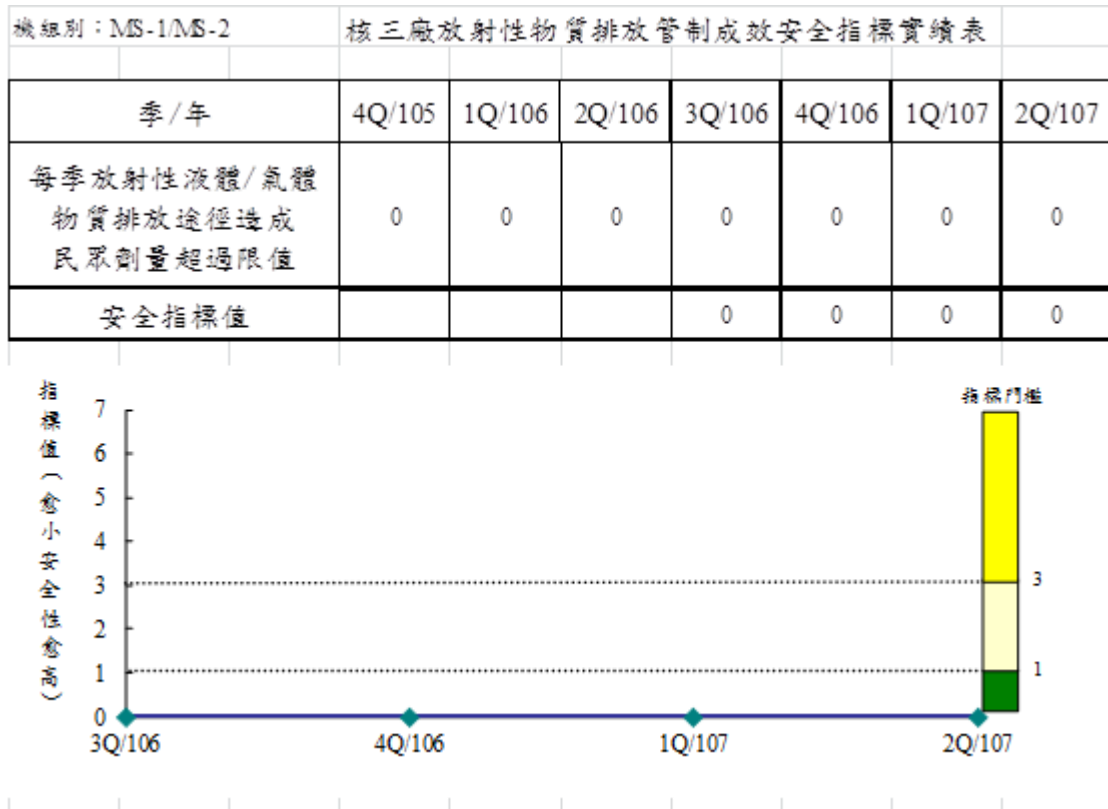 機組別：MS-1/MS-2 核三廠放射性物質排放管制成效安全指標實績表
季/年 4Q/105 1Q/106 2Q/106 3Q/106 4Q/106 1Q/107 2Q/107
每季放射性液體/氣體
物質排放途徑造成
民眾劑量超過限值
0 0 0 0 0 0 0
安全指標值 0 0 0 0
指標值（愈小安全性愈高）
指標門檻
7
6
5
4
3
2
1
0
3
1
3Q/106 4Q/106 1Q/107 2Q/107